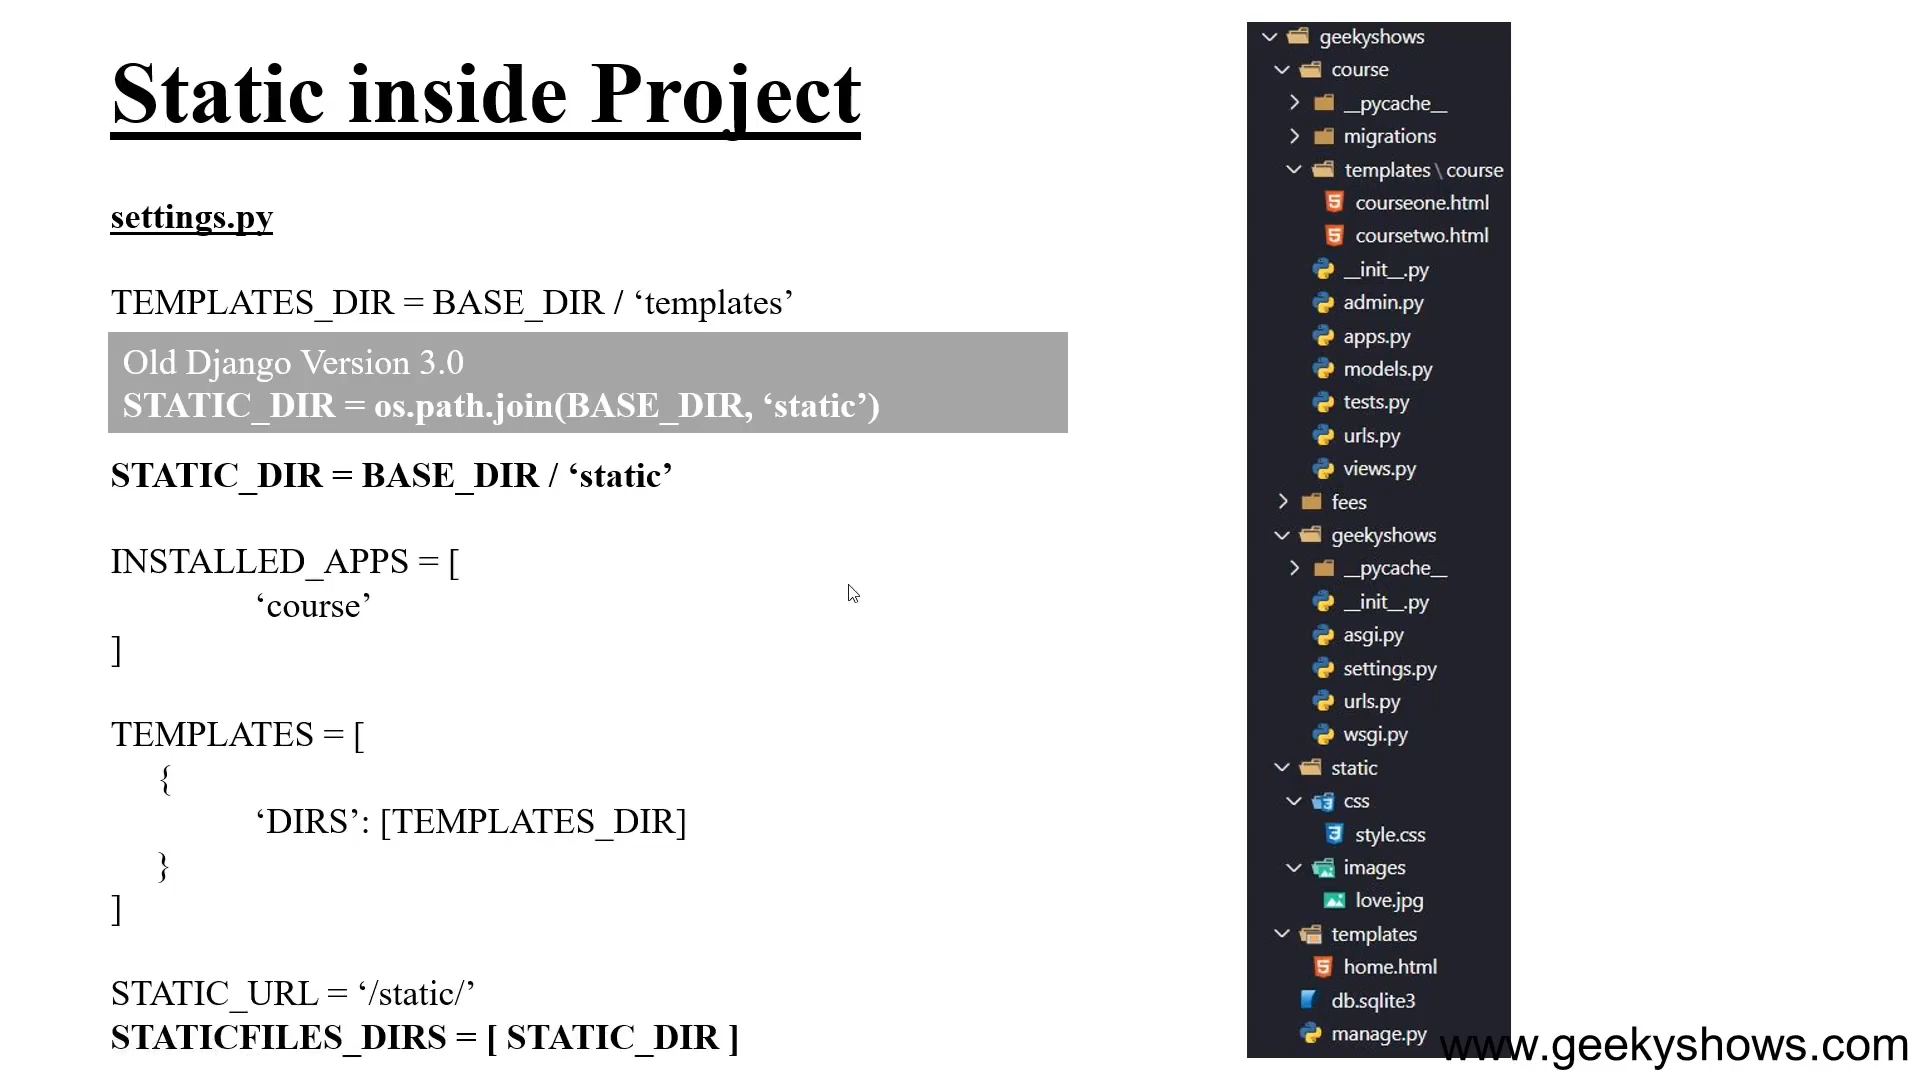 Static inside Project
settings.py
TEMPLATES_DIR = BASE_DIR / ‘templates’
Old Django Version 3.0
STATIC_DIR = os.path.join(BASE_DIR, ‘static’)
STATIC_DIR = BASE_DIR / ‘static’
INSTALLED_APPS = [
‘course’
]
TEMPLATES = [
{
‘DIRS’: [TEMPLATES_DIR]
}
]
STATIC_URL = ‘/static/’
STATICFILES_DIRS = [ STATIC_DIR ]
geekyshows
course
__pycache__
migrations
templates \ course
courseone.html
coursetwo.html
__init__.py
admin.py
apps.py
models.py
tests.py
urls.py
views.py
fees
geekyshows
__pycache__
__init__.py
asgi.py
settings.py
urls.py
wsgi.py
static
css
style.css
images
love.jpg
templates
home.html
db.sqlite3
manage.py
www.geekyshows.com